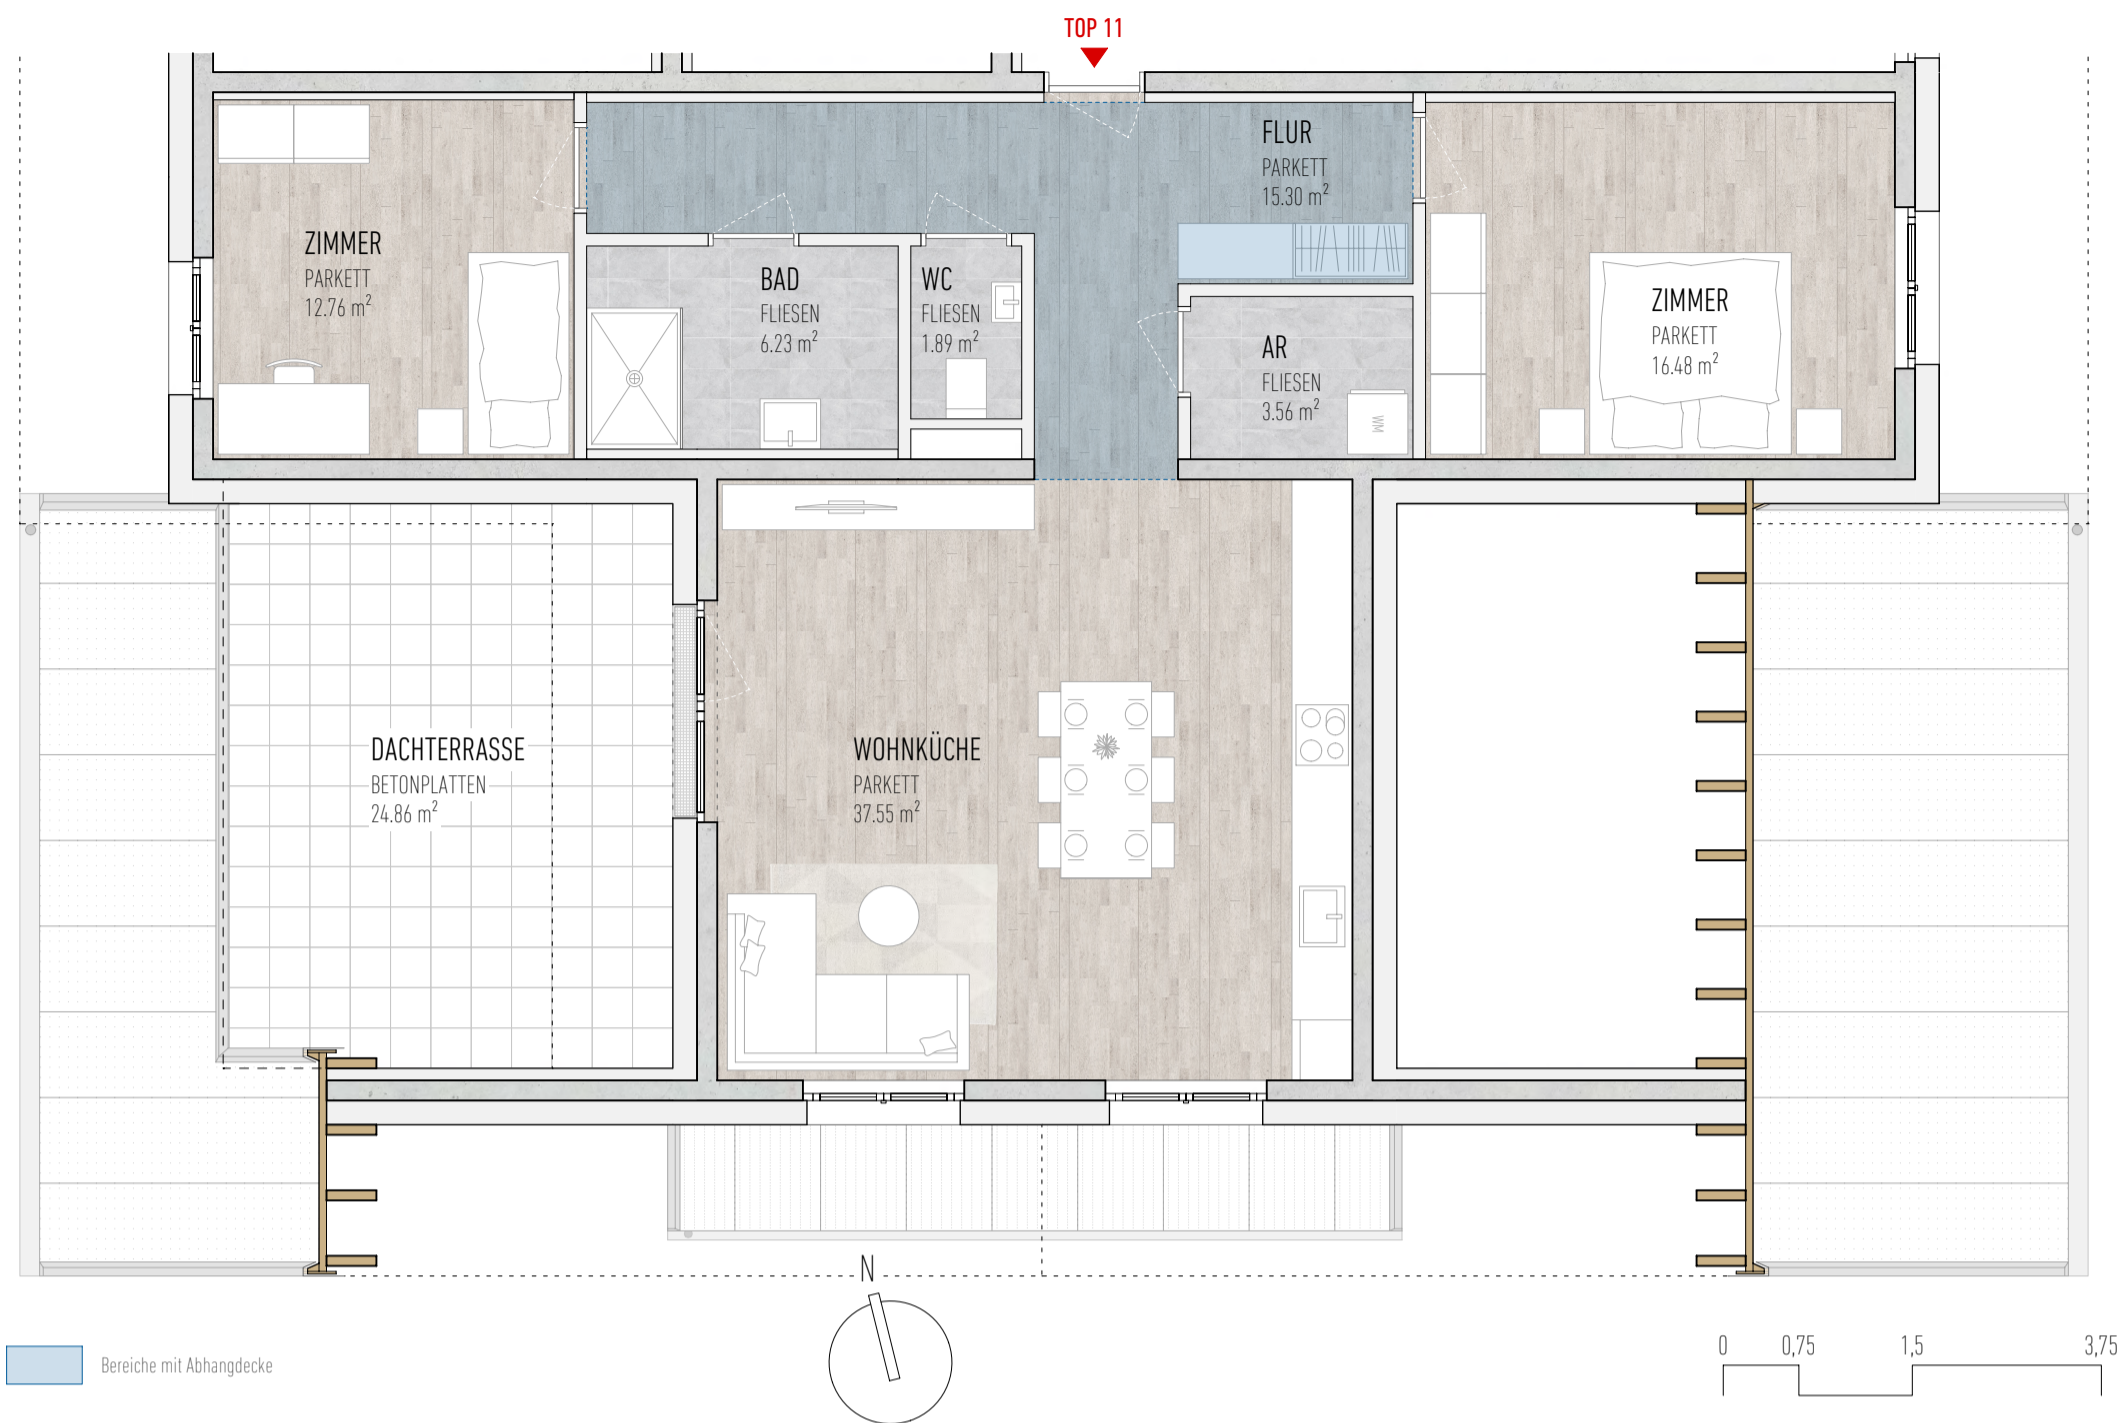 TOP 11
FLUR
PARKETT
15.30 m²
ZIMMER
PARKETT
12.76 m²
BAD
FLIESEN
6.23 m²
WC
FLIESEN
1.89 m²
AR
FLIESEN
3.56 m²
WM
ZIMMER
PARKETT
16.48 m²
DACHTERRASSE
BETONPLATTEN
24.86 m²
WOHNKÜCHE
PARKETT
37.55 m²
N
Bereiche mit Abhangdecke
0 0,75 1,5 3,75